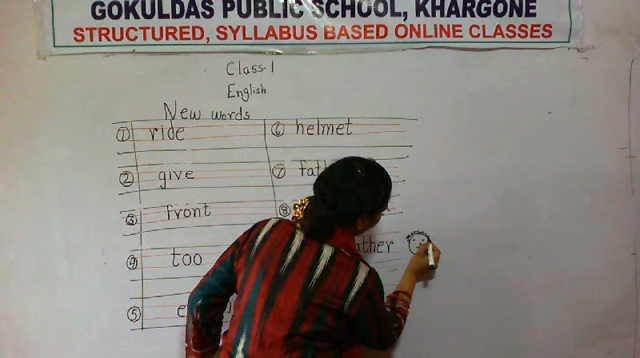 GOKULDAS PUBLIC SCHOOL, KHARGONE
STRUCTURED, SYLLABUS BASED ONLINE CLASSES
Class-1
English
New words
① ride
② give
③ front
④ too
⑤
⑥ helmet
⑦
⑧